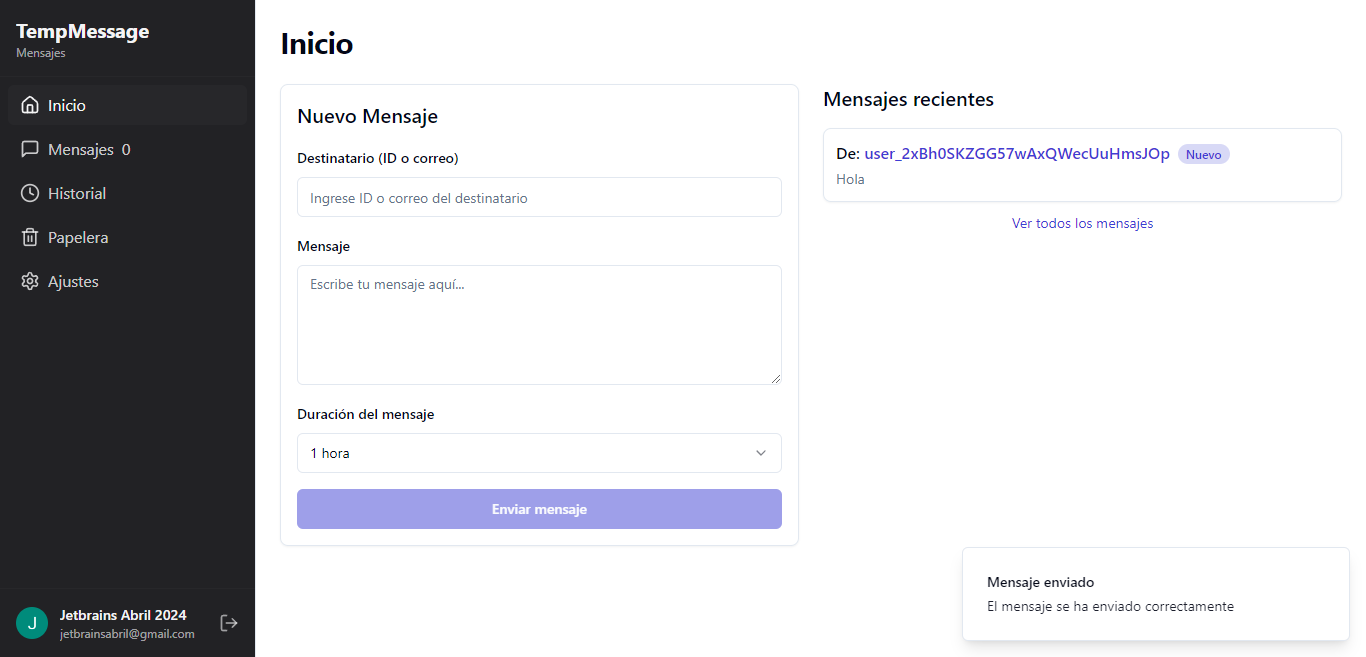 TempMessage
Mensajes
Inicio
Mensajes 0
Historial
Papelera
Ajustes
Jetbrains Abril 2024
jetbrainsabril@gmail.com
Inicio
Nuevo Mensaje
Destinatario (ID o correo)
Ingrese ID o correo del destinatario
Mensaje
Escribe tu mensaje aquí...
Duración del mensaje
1 hora
Enviar mensaje
Mensajes recientes
De: user_2xBh0SKZGG57wAxQWecUuHmsJOp Nuevo
Hola
Ver todos los mensajes
Mensaje enviado
El mensaje se ha enviado correctamente
J